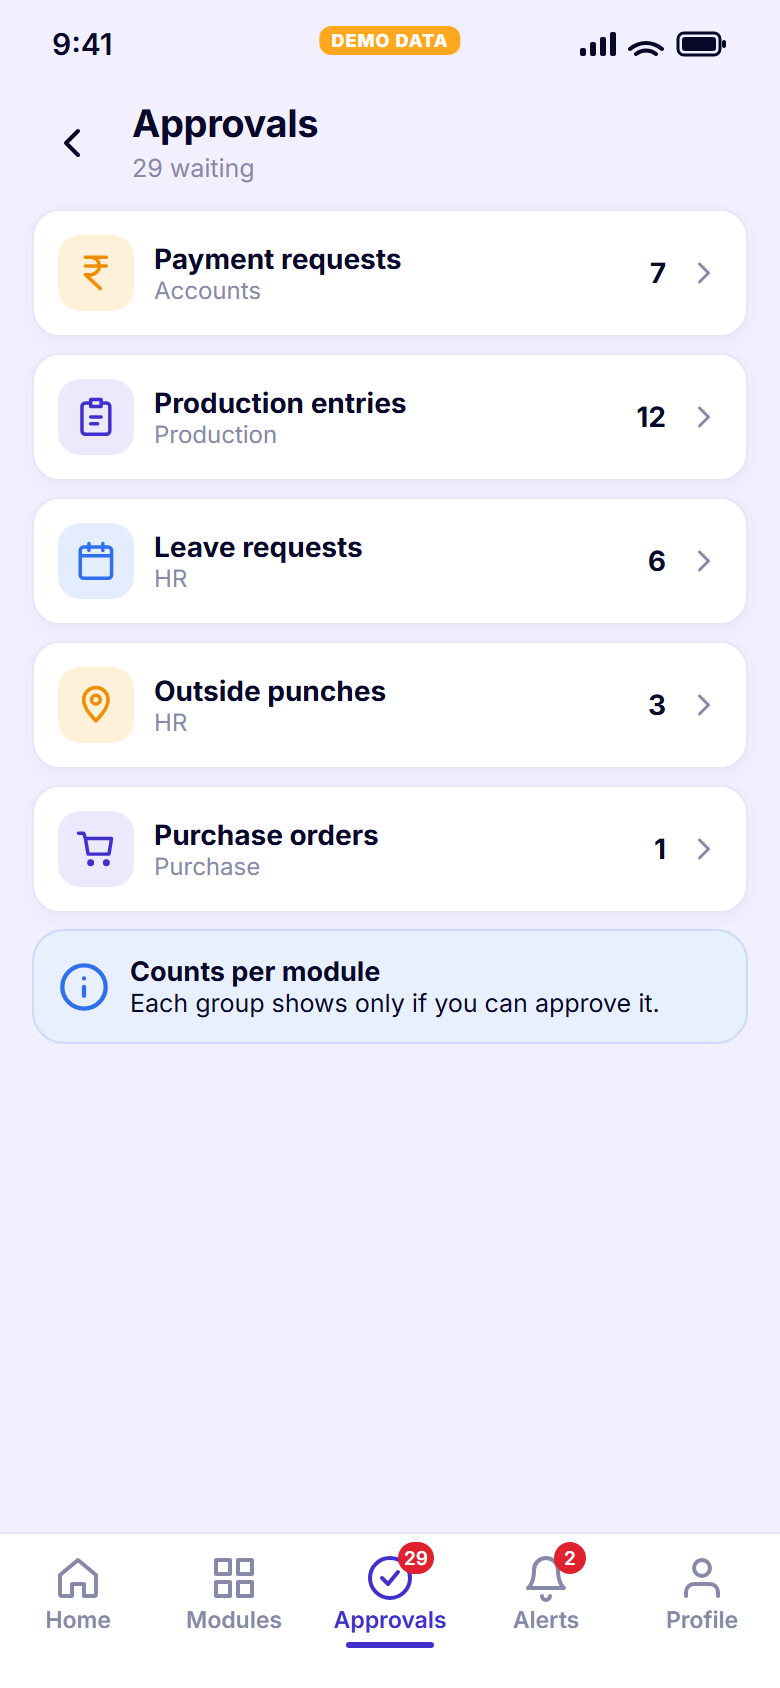 9:41
DEMO DATA
Approvals
29 waiting
₹
Payment requests
Accounts
7
Production entries
Production
12
Leave requests
HR
6
Outside punches
HR
3
Purchase orders
Purchase
1
Counts per module
Each group shows only if you can approve it.
29
2
Home
Modules
Approvals
Alerts
Profile